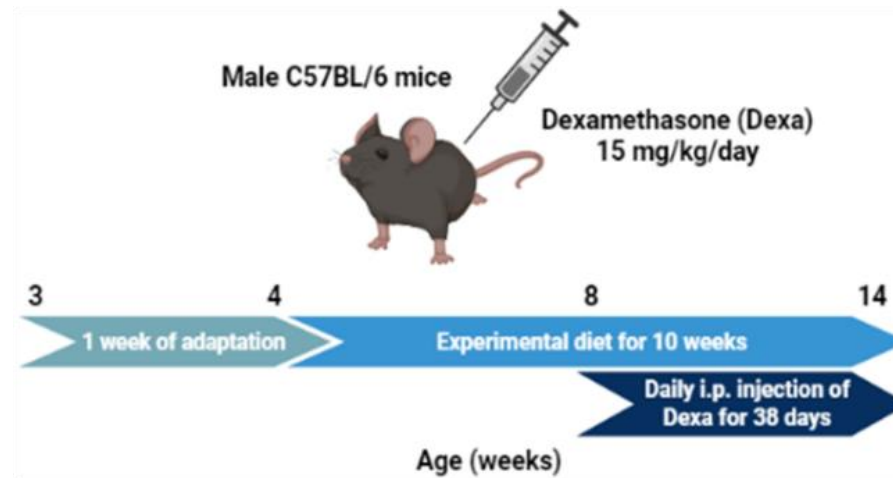 Male C57BL/6 mice
Dexamethasone (Dexa)
15 mg/kg/day
3 4 8 14
1 week of adaptation
Experimental diet for 10 weeks
Daily i.p. injection of
Dexa for 38 days
Age (weeks)